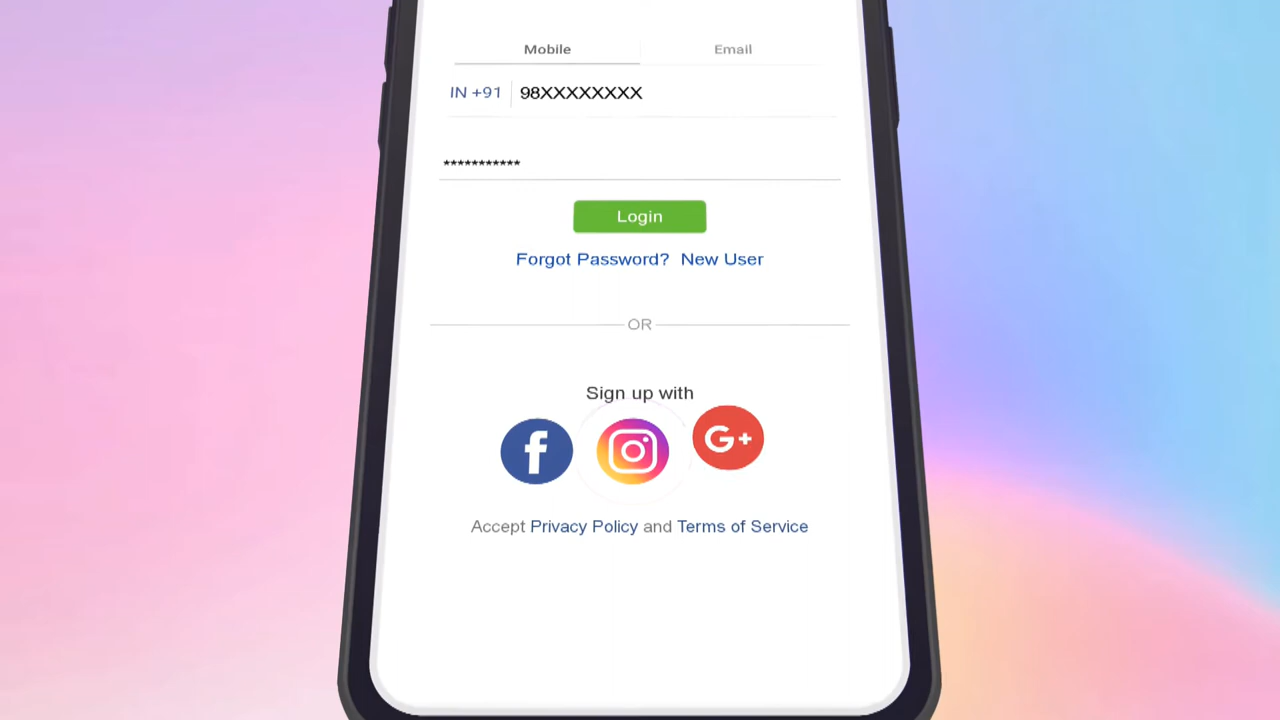 Mobile Email
IN +91 98XXXXXXXX
***********
Login
Forgot Password? New User
OR
Sign up with
f G+
Accept Privacy Policy and Terms of Service